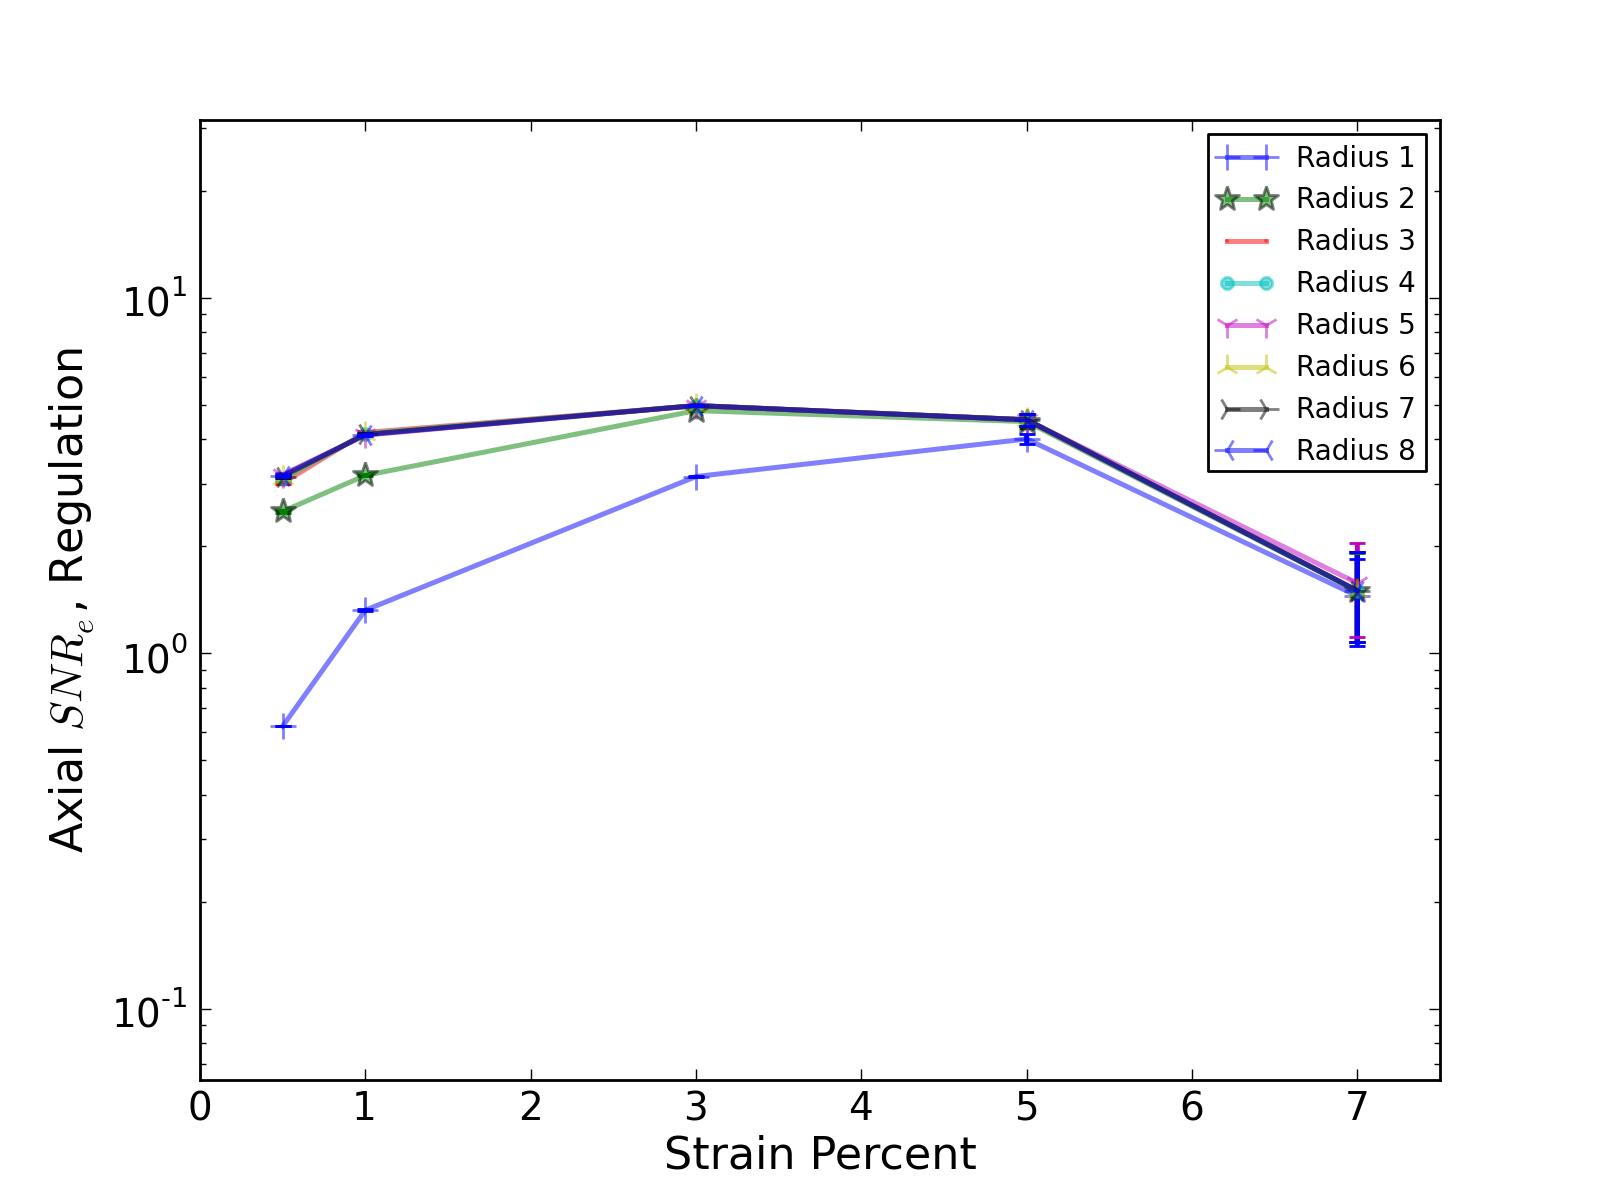 Radius 1
Radius 2
Radius 3
Radius 4
Radius 5
Radius 6
Radius 7
Radius 8
Axial SNR_e, Regulation
10^1
10^0
10^-1
0 1 2 3 4 5 6 7
Strain Percent